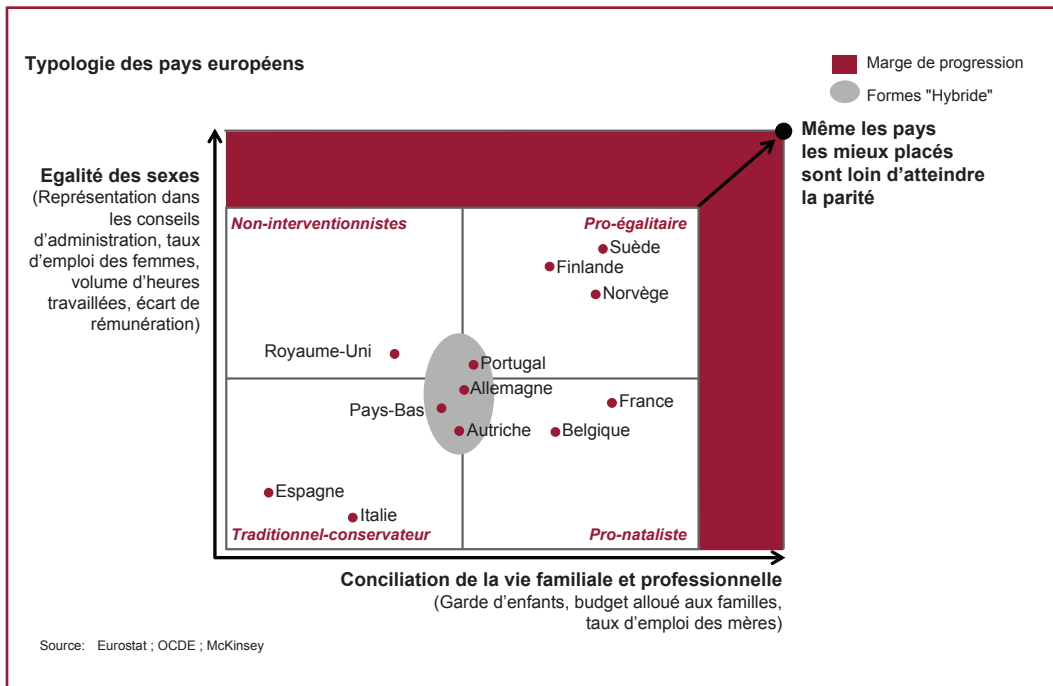 Typologie des pays européens
Marge de progression
Formes "Hybride"
Même les pays
les mieux placés
sont loin d'atteindre
la parité
Egalité des sexes
(Représentation dans
les conseils
d'administration, taux
d'emploi des femmes,
volume d'heures
travaillées, écart de
rémunération)
Non-interventionnistes
Pro-égalitaire
Suède
Finlande
Norvège
Royaume-Uni
Portugal
Allemagne
Pays-Bas
France
Autriche
Belgique
Espagne
Italie
Traditionnel-conservateur
Pro-nataliste
Conciliation de la vie familiale et professionnelle
(Garde d'enfants, budget alloué aux familles,
taux d'emploi des mères)
Source: Eurostat ; OCDE ; McKinsey